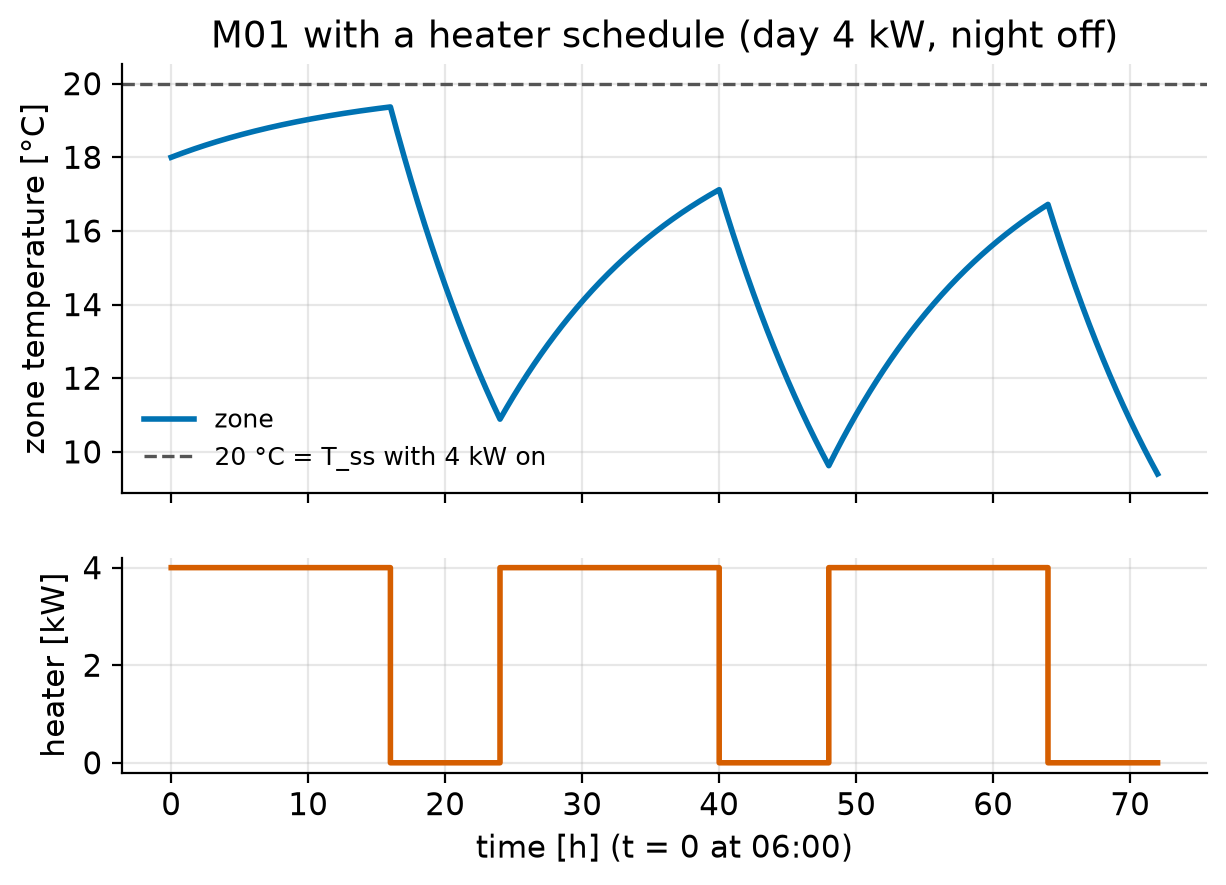 M01 with a heater schedule (day 4 kW, night off)
zone temperature [°C]
20
18
16
14
12
10
zone
20 °C = T_ss with 4 kW on
heater [kW]
4
2
0
0 10 20 30 40 50 60 70
time [h] (t = 0 at 06:00)